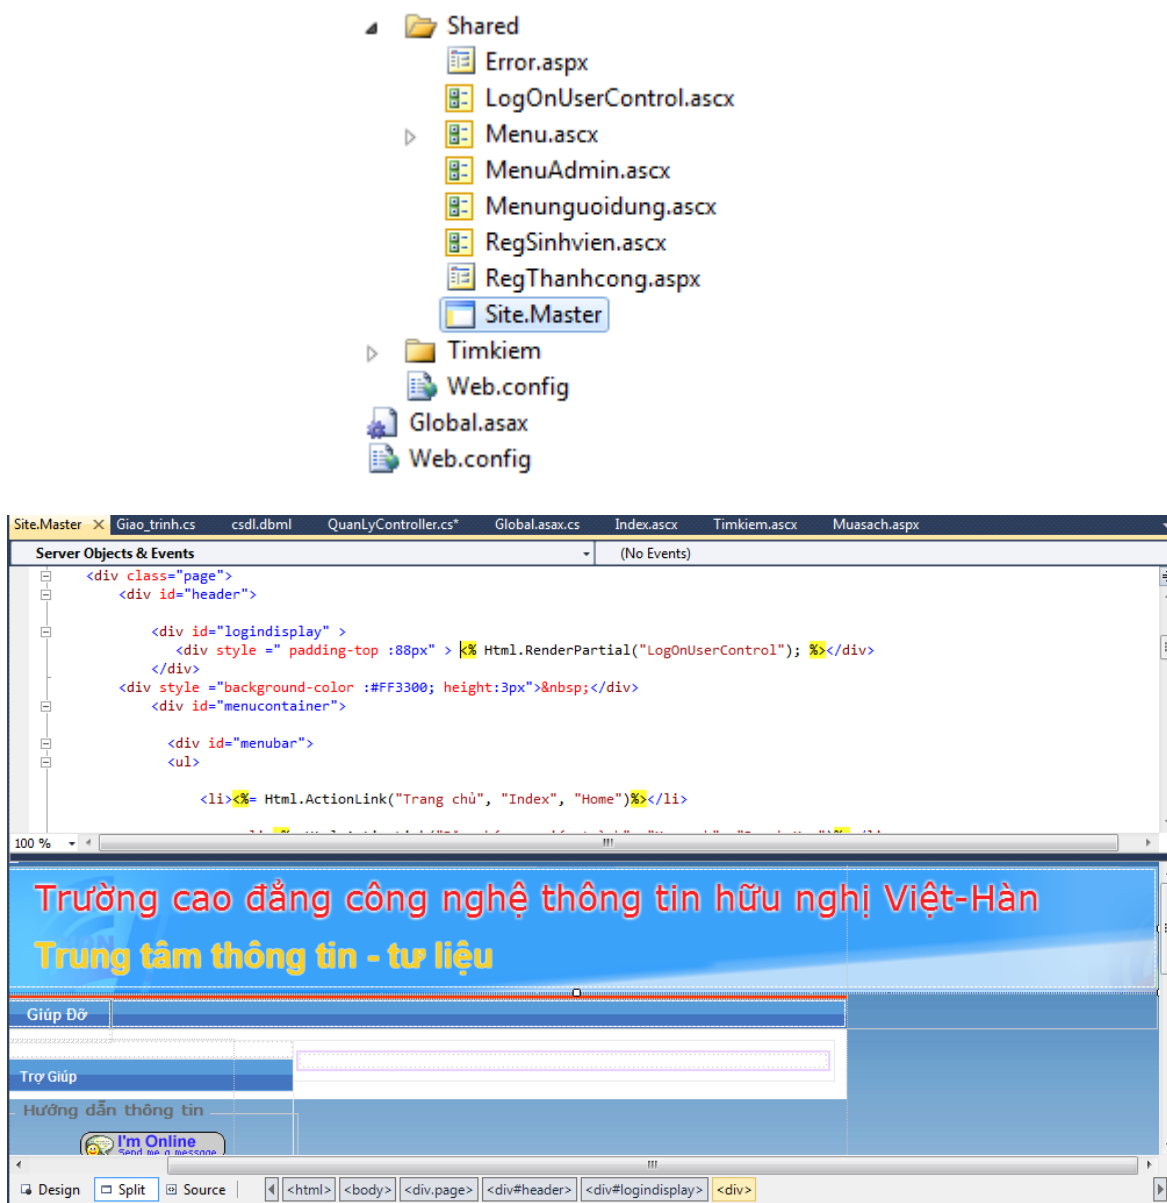 Shared
Error.aspx
LogOnUserControl.ascx
Menu.ascx
MenuAdmin.ascx
Menunguoidung.ascx
RegSinhvien.ascx
RegThanhcong.aspx
Site.Master
Timkiem
Web.config
Global.asax
Web.config
Site.Master Giao_trinh.cs csdl.dbml QuanLyController.cs* Global.asax.cs Index.ascx Timkiem.ascx Muasach.aspx
Server Objects & Events (No Events)
<div class="page">
<div id="header">
<div id="logindisplay" >
<div style =" padding-top :88px" > <% Html.RenderPartial("LogOnUserControl"); %></div>
</div>
<div style ="background-color :#FF3300; height:3px">&nbsp;</div>
<div id="menucontainer">
<div id="menubar">
<ul>
<li><%= Html.ActionLink("Trang chủ", "Index", "Home")%></li>
100 %
Trường cao đẳng công nghệ thông tin hữu nghị Việt-Hàn
Trung tâm thông tin - tư liệu
Giúp Đỡ
Trợ Giúp
Hướng dẫn thông tin
I'm Online
Send me a message
Design Split Source <html> <body> <div.page> <div#header> <div#logindisplay> <div>